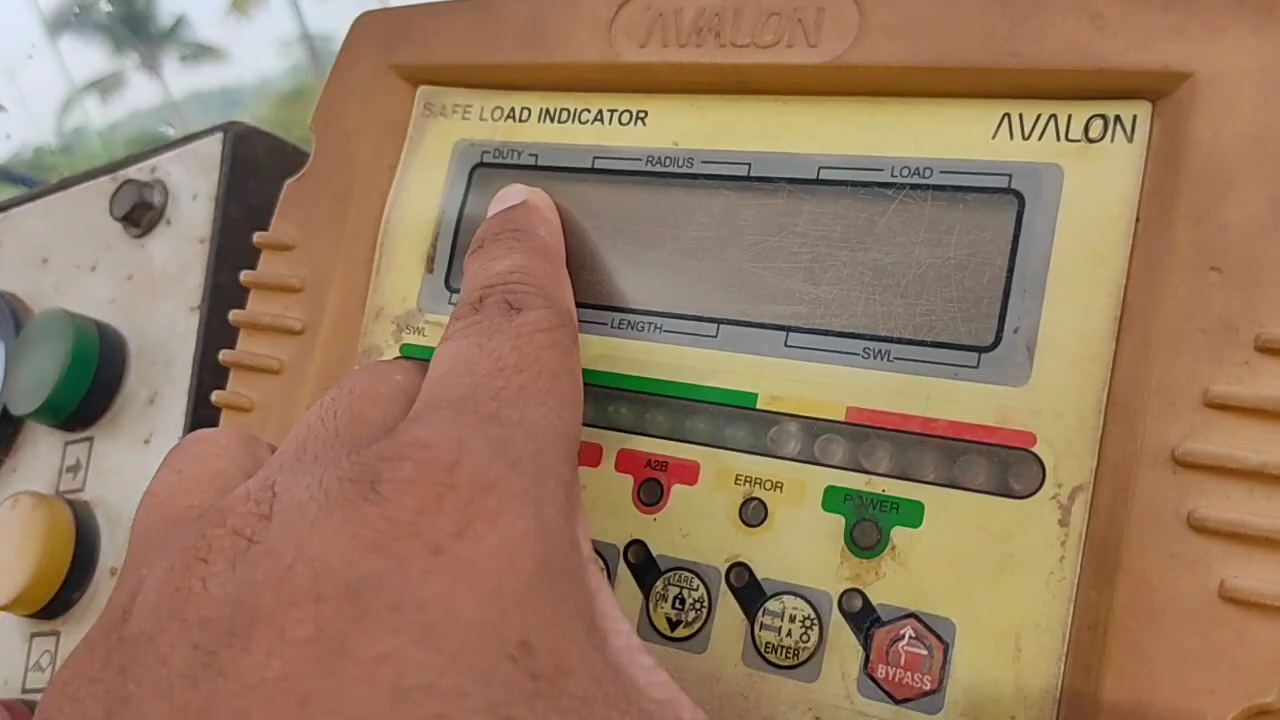 AVALON
SAFE LOAD INDICATOR
AVALON
DUTY
RADIUS
LOAD
LENGTH
SWL
SWL
A2B
ERROR
POWER
TARE
ON
L
M
A
ENTER
BYPASS